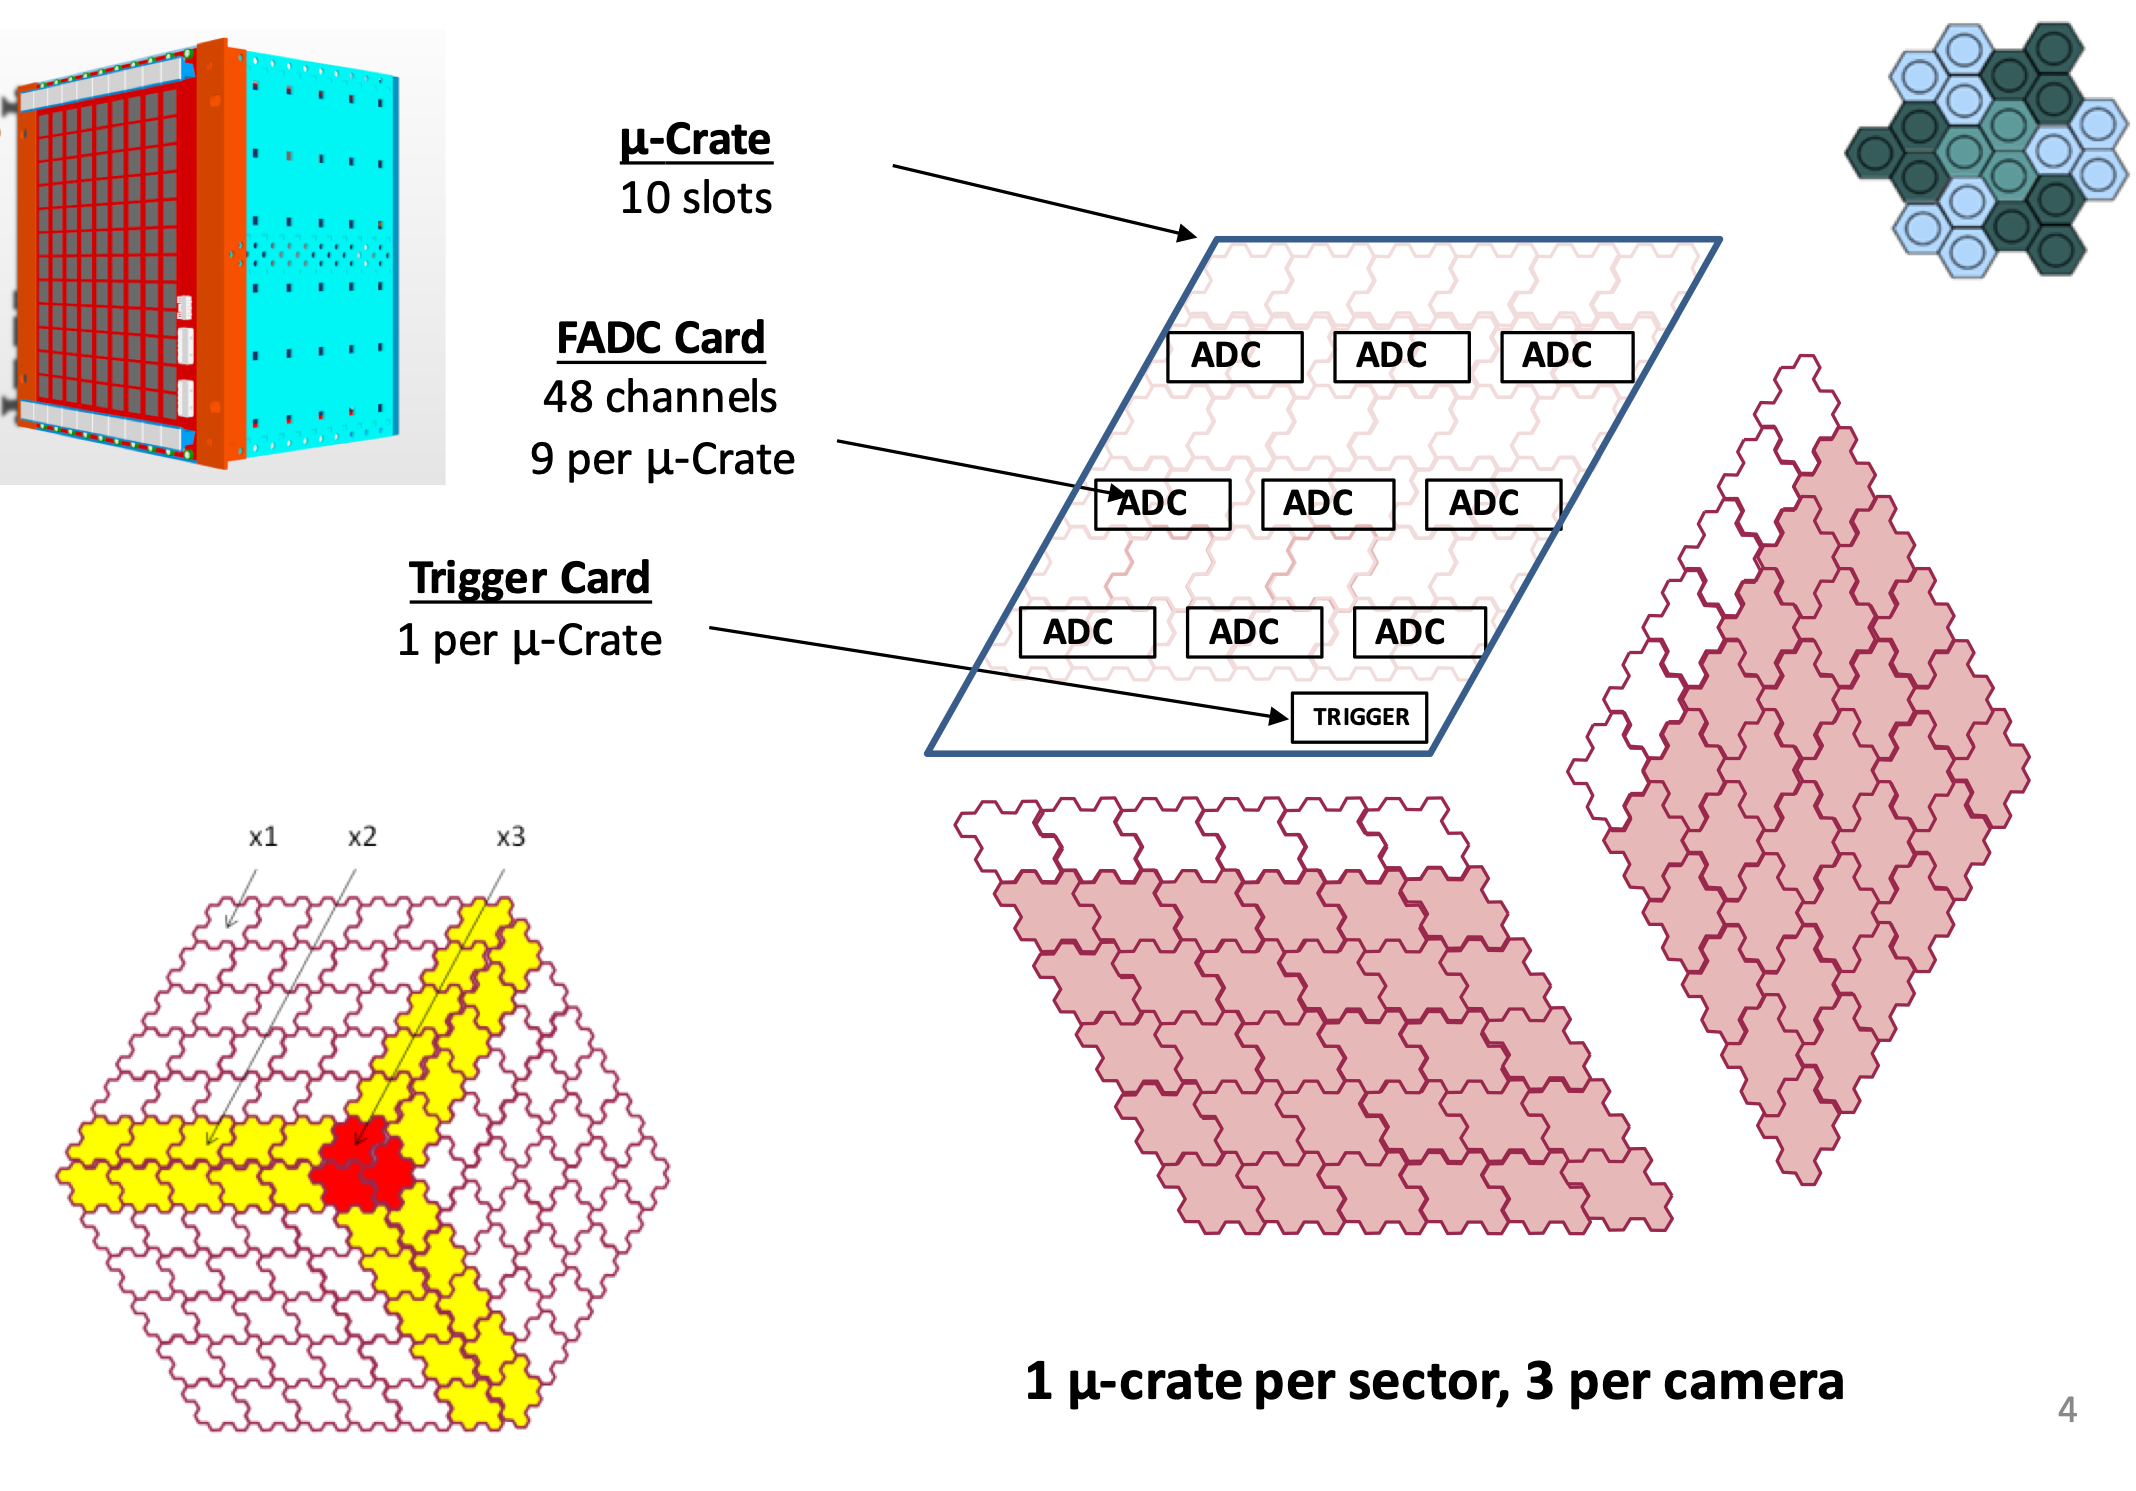 μ-Crate
10 slots
FADC Card
48 channels
9 per μ-Crate
Trigger Card
1 per μ-Crate
ADC ADC ADC
ADC ADC ADC
ADC ADC ADC
TRIGGER
x1 x2 x3
1 μ-crate per sector, 3 per camera
4